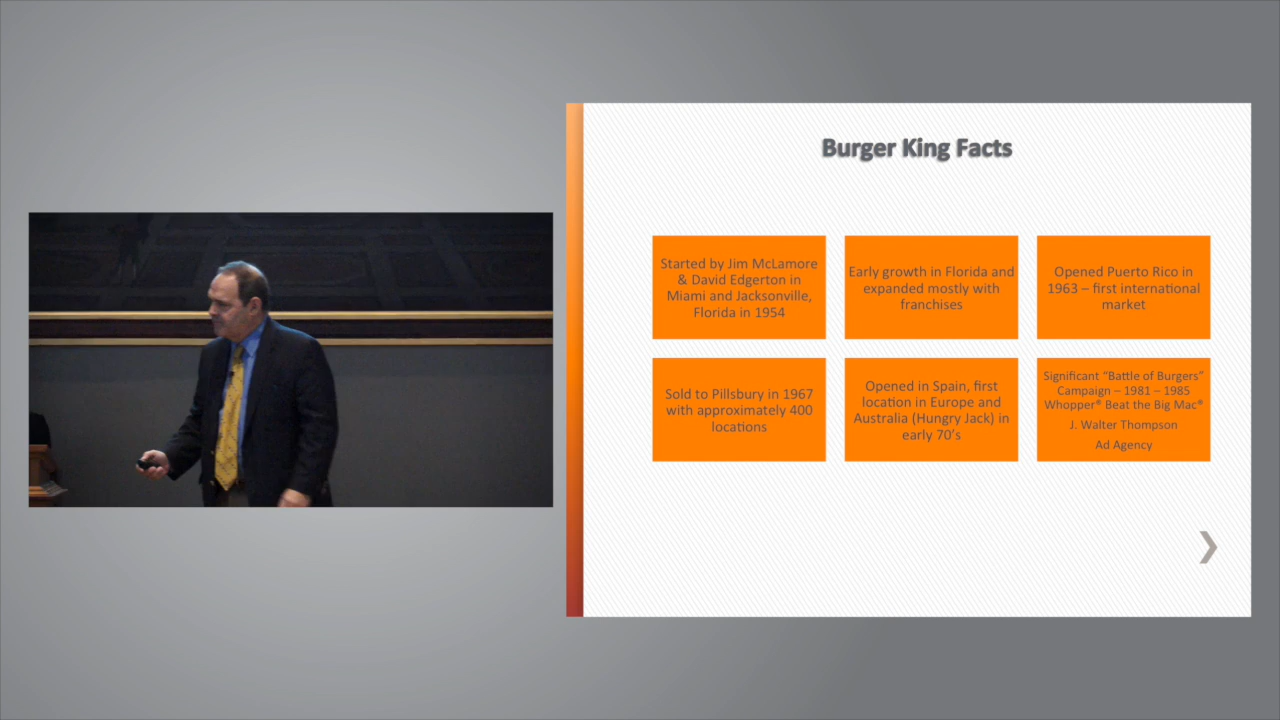 Burger King Facts
Started by Jim McLamore
& David Edgerton in
Miami and Jacksonville,
Florida in 1954
Early growth in Florida and
expanded mostly with
franchises
Opened Puerto Rico in
1963 – first international
market
Sold to Pillsbury in 1967
with approximately 400
locations
Opened in Spain, first
location in Europe and
Australia (Hungry Jack) in
early 70's
Significant “Battle of Burgers”
Campaign – 1981 – 1985
Whopper® Beat the Big Mac®
J. Walter Thompson
Ad Agency